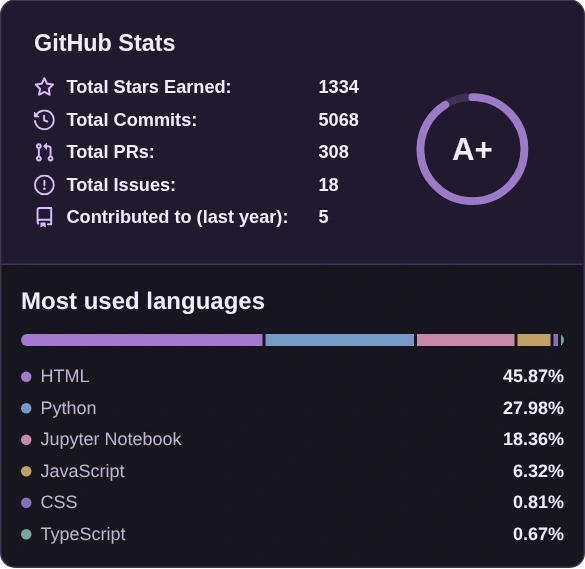 GitHub Stats
Total Stars Earned: 1334
Total Commits: 5068
Total PRs: 308
Total Issues: 18
Contributed to (last year): 5
A+
Most used languages
HTML 45.87%
Python 27.98%
Jupyter Notebook 18.36%
JavaScript 6.32%
CSS 0.81%
TypeScript 0.67%